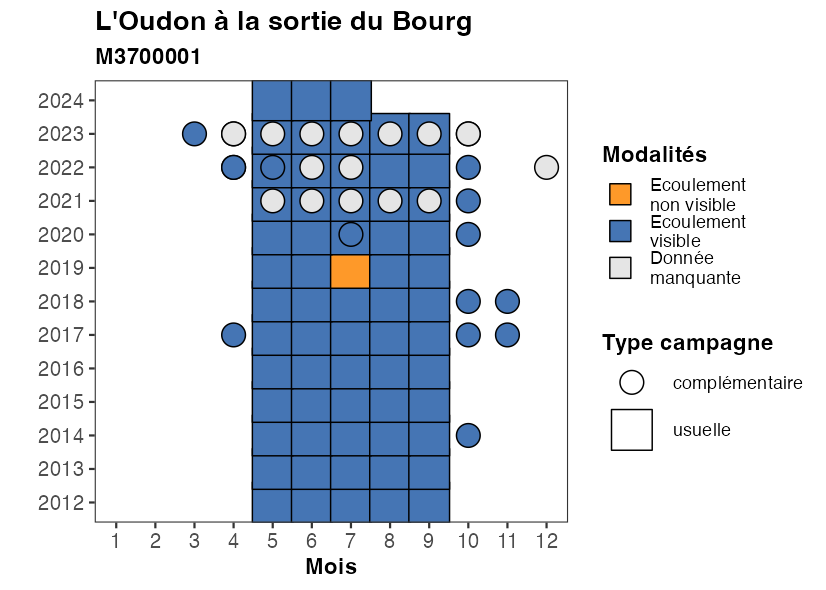 L'Oudon à la sortie du Bourg
M3700001
2024
2023
2022
2021
2020
2019
2018
2017
2016
2015
2014
2013
2012
1 2 3 4 5 6 7 8 9 10 11 12
Mois
Modalités
Ecoulement
non visible
Ecoulement
visible
Donnée
manquante
Type campagne
complémentaire
usuelle